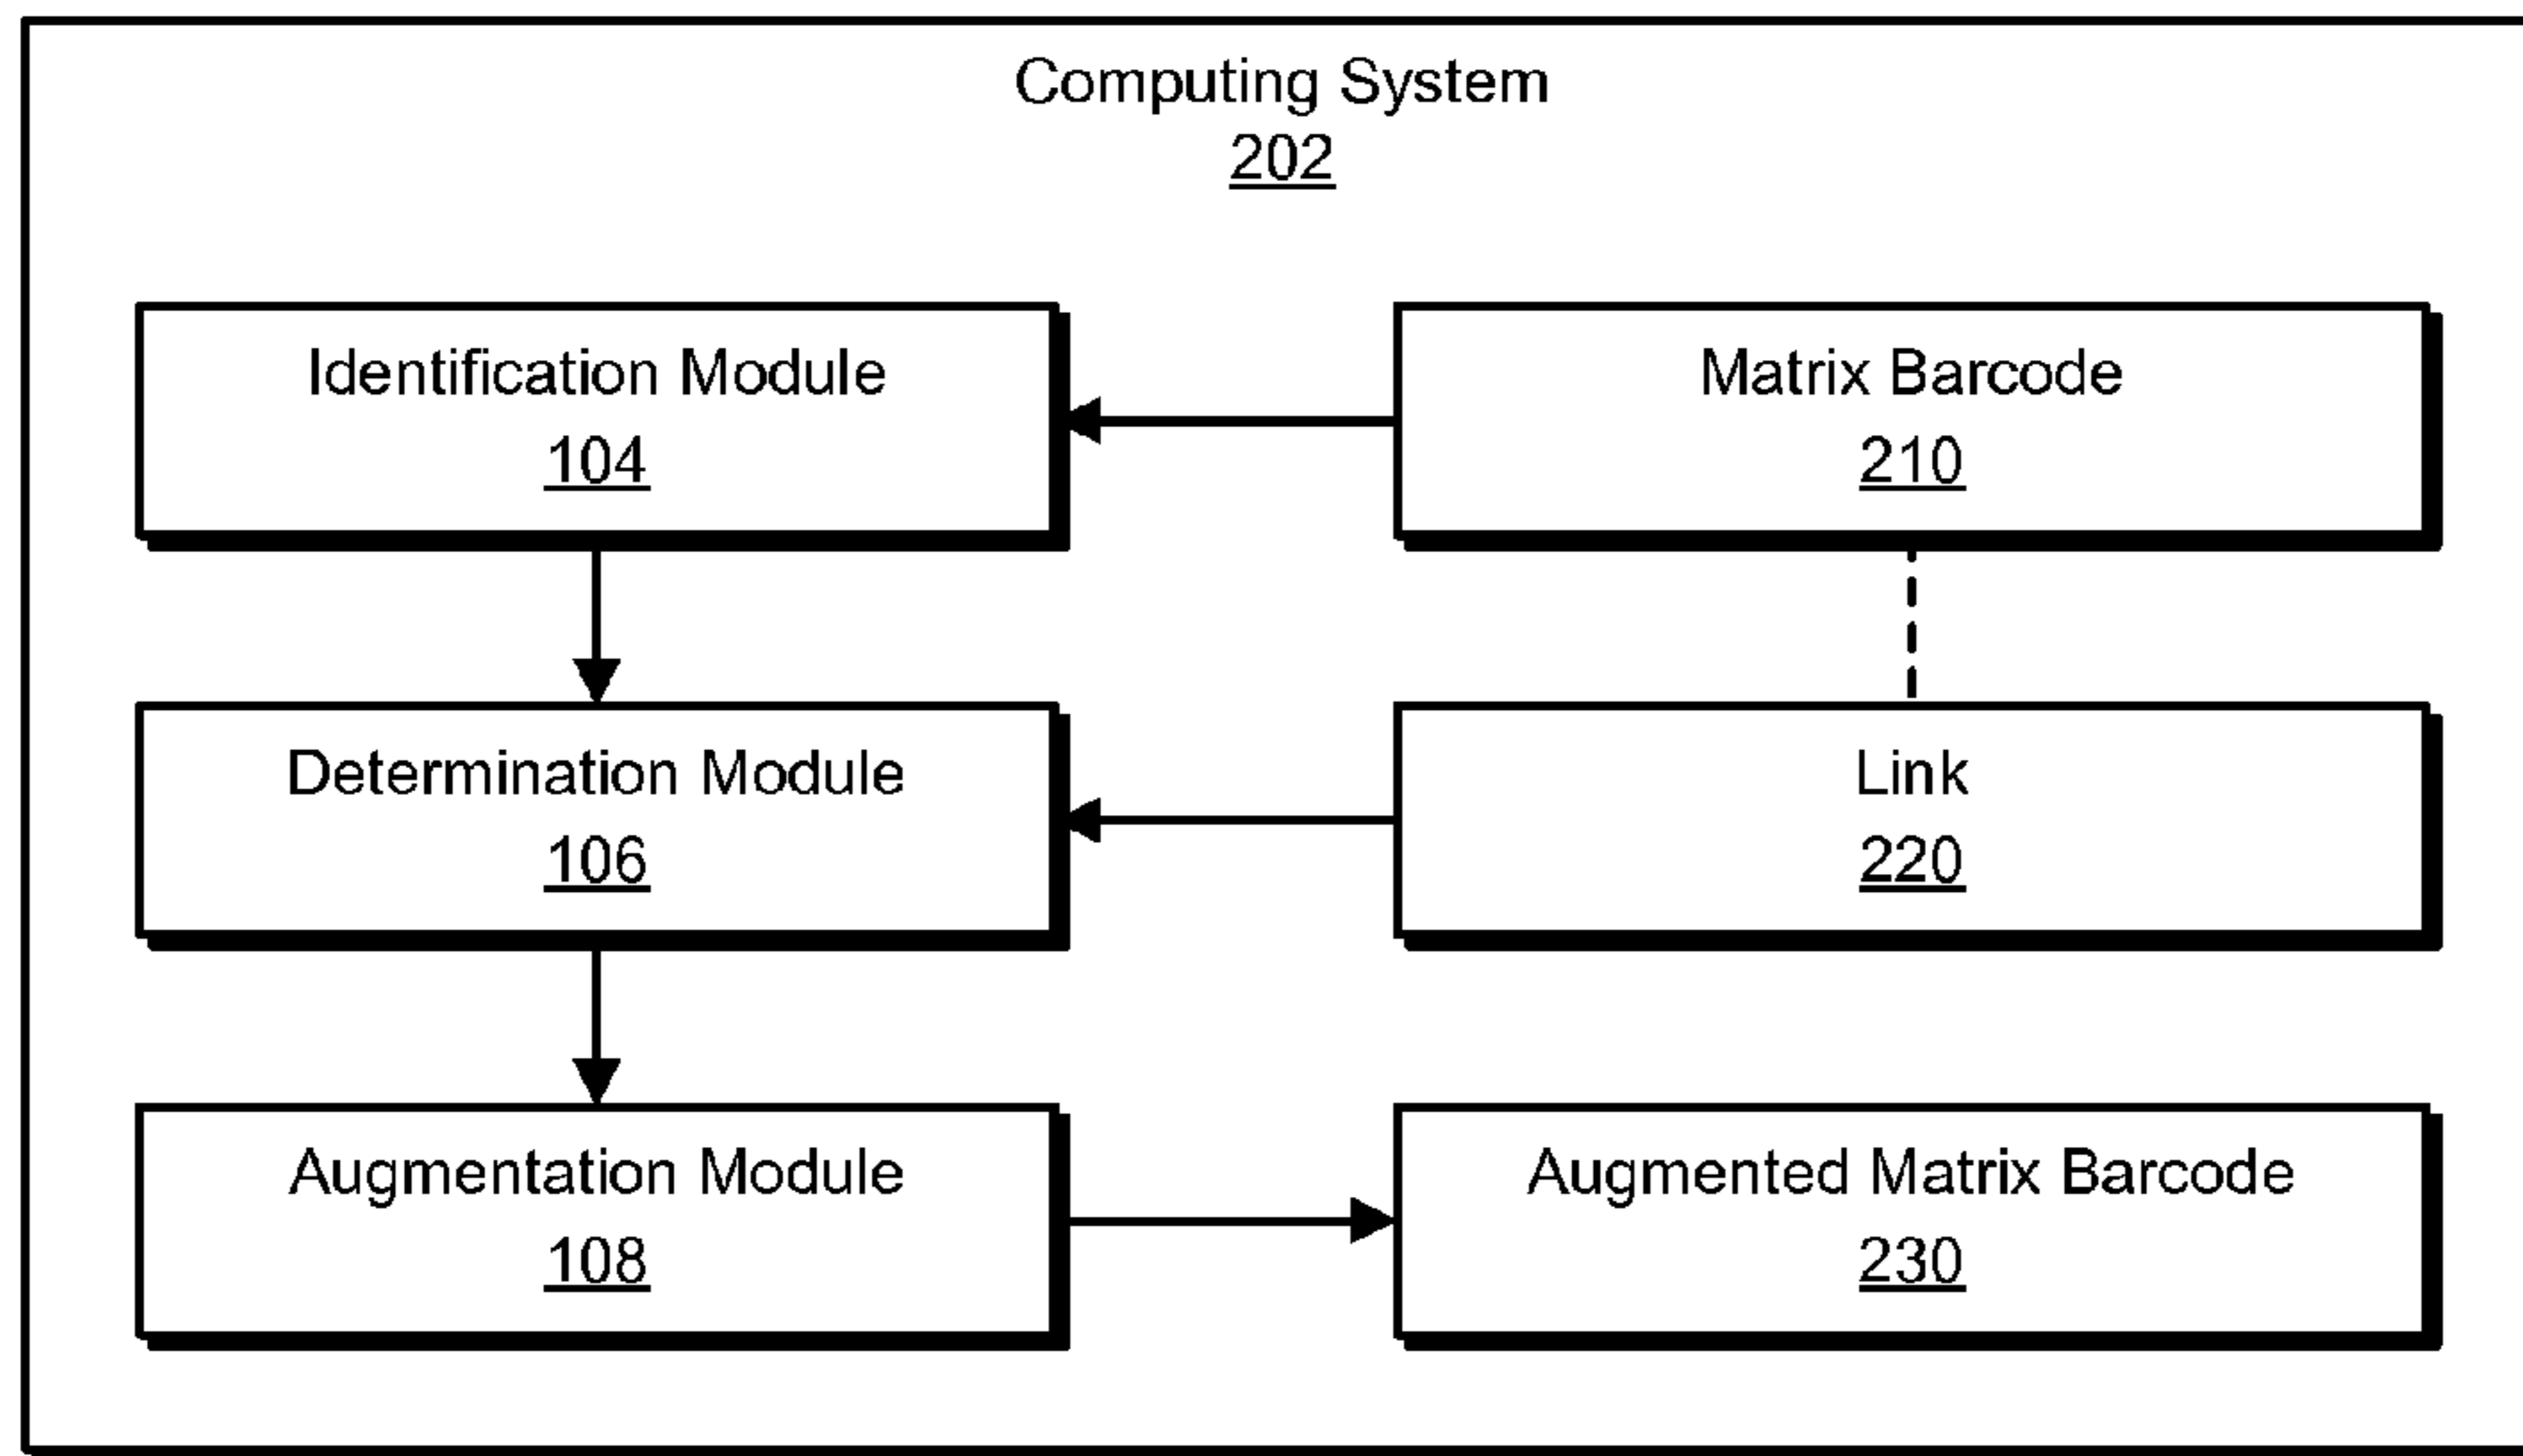 Computing System
202
Identification Module
104
Matrix Barcode
210
Determination Module
106
Link
220
Augmentation Module
108
Augmented Matrix Barcode
230